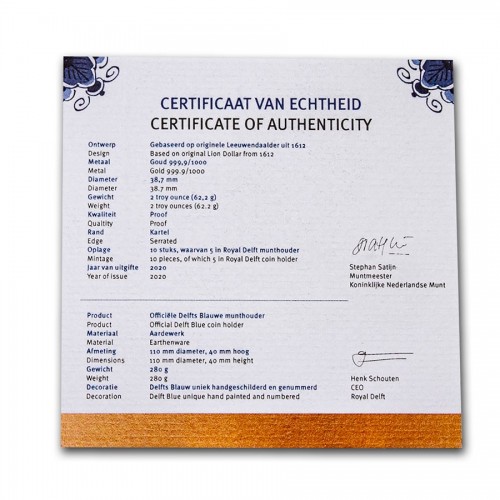 CERTIFICAAT VAN ECHTHEID
CERTIFICATE OF AUTHENTICITY
Ontwerp Gebaseerd op originele Leeuwendaalder uit 1612
Design Based on original Lion Dollar from 1612
Metaal Goud 999,9/1000
Metal Gold 999.9/1000
Diameter 38,7 mm
Diameter 38.7 mm
Gewicht 2 troy ounces (62,2 g)
Weight 2 troy ounces (62.2 g)
Kwaliteit Proof
Quaitity Proof
Rand Kartel
Edge Serrated
Oplage 10 stuks, waarvan 5 in Royal Delft munthouder
Mintage 10 pieces, of which 5 in Royal Delft coin holder
Jaar van uitgifte 2020
Year of issue 2020
Stephan Satijn
Muntmeester
Koninklijke Nederlandse Munt
Product Officiële Delfts Blauwe munthouder
Product Official Delft Blue coin holder
Materiaal Aardewerk
Material Earthenware
Afmeting 110 mm diameter, 40 mm hoog
Dimensions 110 mm diameter, 40 mm height
Gewicht 280 g
Weight 280 g
Decoratie Delfts Blauw uniek handgeschilderd en genummerd
Decoration Delft Blue unique hand painted and numbered
Henk Schouten
CEO
Royal Delft